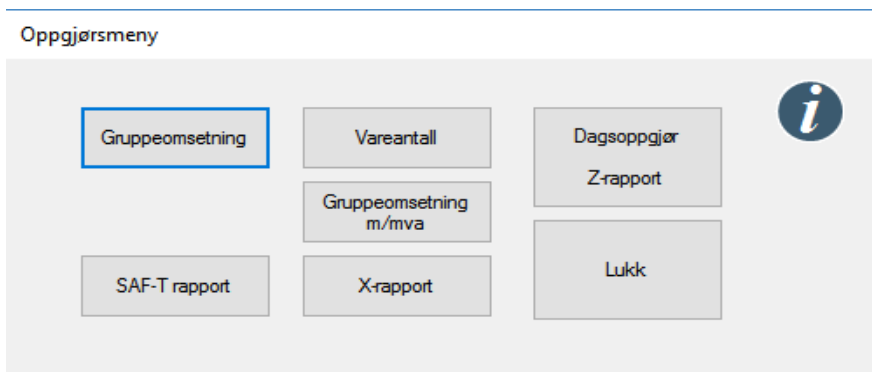 Oppgjørsmeny
Gruppeomsetning
Vareantall
Dagsoppgjør
Z-rapport
Gruppeomsetning
m/mva
SAF-T rapport
X-rapport
Lukk
i